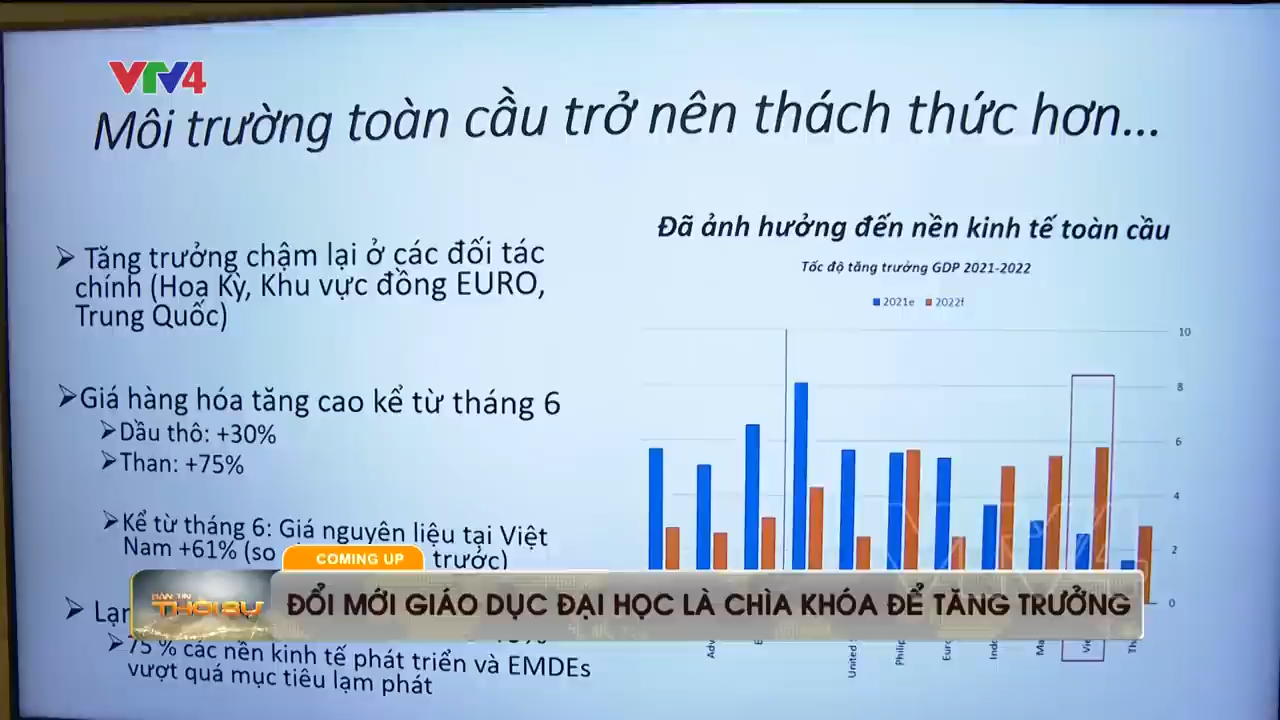 VTV4
Môi trường toàn cầu trở nên thách thức hơn...
Tăng trưởng chậm lại ở các đối tác
chính (Hoa Kỳ, Khu vực đồng EURO,
Trung Quốc)
Giá hàng hóa tăng cao kể từ tháng 6
Dầu thô: +30%
Than: +75%
Kể từ tháng 6: Giá nguyên liệu tại Việt
Nam +61% (so trước)
75 % các nền kinh tế phát triển và EMDEs
vượt quá mục tiêu lạm phát
Đã ảnh hưởng đến nền kinh tế toàn cầu
Tốc độ tăng trưởng GDP 2021-2022
2021e 2022f
10
8
6
4
2
0
United
COMING UP
BẢN TIN
THỜI SỰ
ĐỔI MỚI GIÁO DỤC ĐẠI HỌC LÀ CHÌA KHÓA ĐỂ TĂNG TRƯỞNG